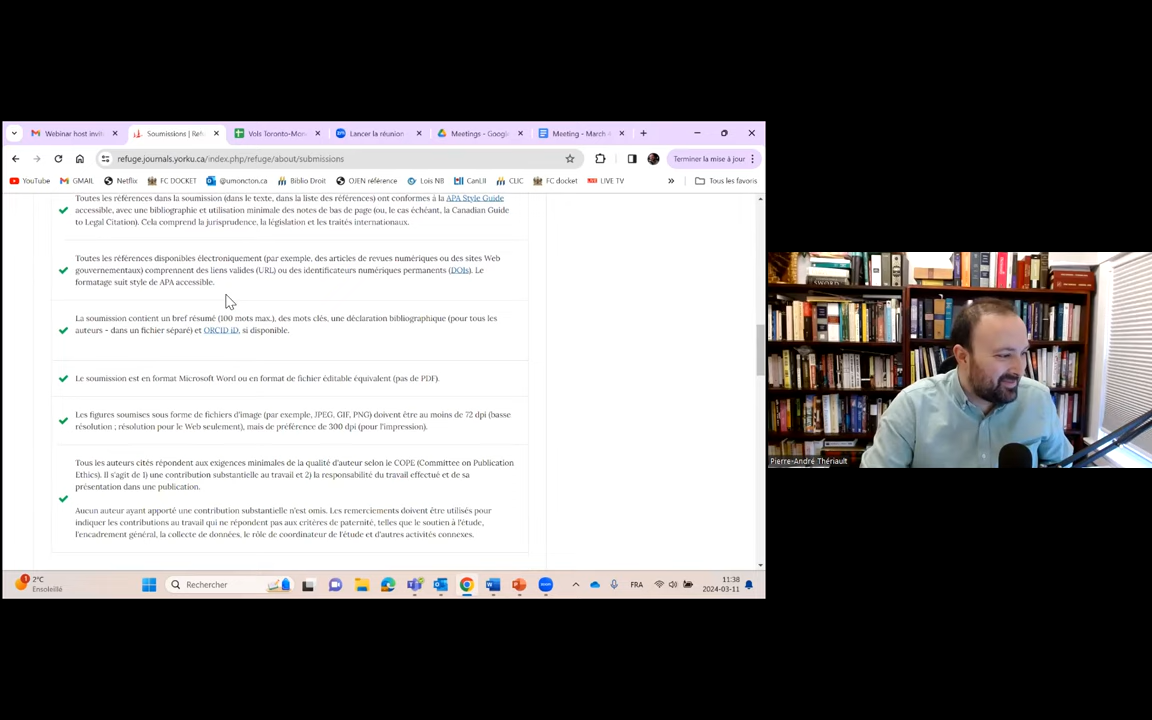 Webinar host invit
Soumissions | Refu
Vols Toronto-Mon
Lancer la réunion
Meetings - Google
Meeting - March
refuge.journals.yorku.ca/index.php/refuge/about/submissions
Terminer la mise à jour
YouTube
GMAIL
Netflix
FC DOCKET
@umoncton.ca
Biblio Droit
OJEN référence
Lois NB
CanLII
CLIC
FC docket
LIVE TV
»
Tous les favoris
Toutes les références dans la soumission (dans le texte, dans la liste des références) ont conformes à la APA Style Guide
accessible, avec une bibliographie et utilisation minimale des notes de bas de page (ou, le cas échéant, la Canadian Guide
to Legal Citation). Cela comprend la jurisprudence, la législation et les traités internationaux.
Toutes les références disponibles électroniquement (par exemple, des articles de revues numériques ou des sites Web
gouvernementaux) comprennent des liens valides (URL) ou des identificateurs numériques permanents (DOIs). Le
formatage suit style de APA accessible.
La soumission contient un bref résumé (100 mots max.), des mots clés, une déclaration bibliographique (pour tous les
auteurs - dans un fichier séparé) et ORCID iD, si disponible.
Le soumission est en format Microsoft Word ou en format de fichier éditable équivalent (pas de PDF).
Les figures soumises sous forme de fichiers d'image (par exemple, JPEG, GIF, PNG) doivent être au moins de 72 dpi (basse
résolution ; résolution pour le Web seulement), mais de préférence de 300 dpi (pour l'impression).
Tous les auteurs cités répondent aux exigences minimales de la qualité d'auteur selon le COPE (Committee on Publication
Ethics). Il s'agit de 1) une contribution substantielle au travail et 2) la responsabilité du travail effectué et de sa
présentation dans une publication.
Aucun auteur ayant apporté une contribution substantielle n'est omis. Les remerciements doivent être utilisés pour
indiquer les contributions au travail qui ne répondent pas aux critères de paternité, telles que le soutien à l'étude,
l'encadrement général, la collecte de données, le rôle de coordinateur de l'étude et d'autres activités connexes.
SWORD
Pierre-André Thériault
1
2°C
Ensoleillé
Rechercher
FRA
11:38
2024-03-11